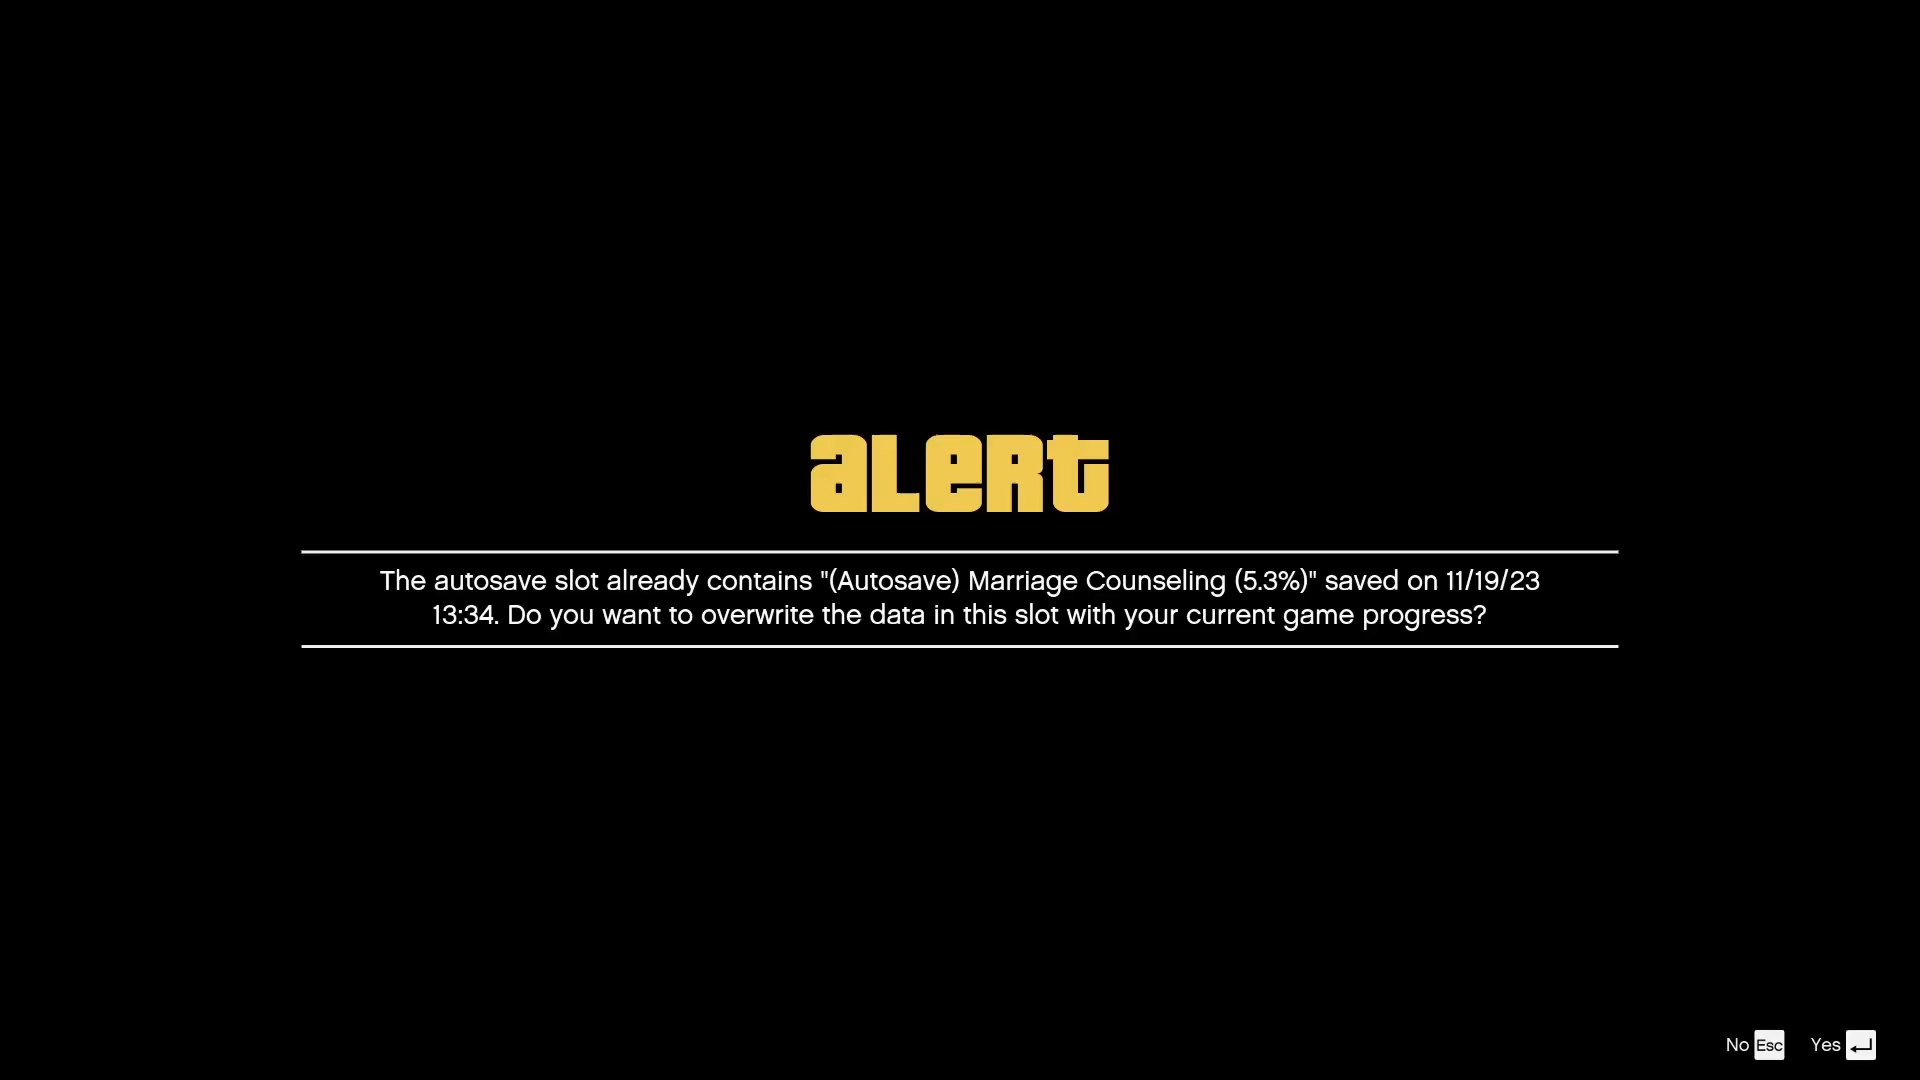 aLeRt
The autosave slot already contains "(Autosave) Marriage Counseling (5.3%)" saved on 11/19/23
13:34. Do you want to overwrite the data in this slot with your current game progress?
No Esc Yes